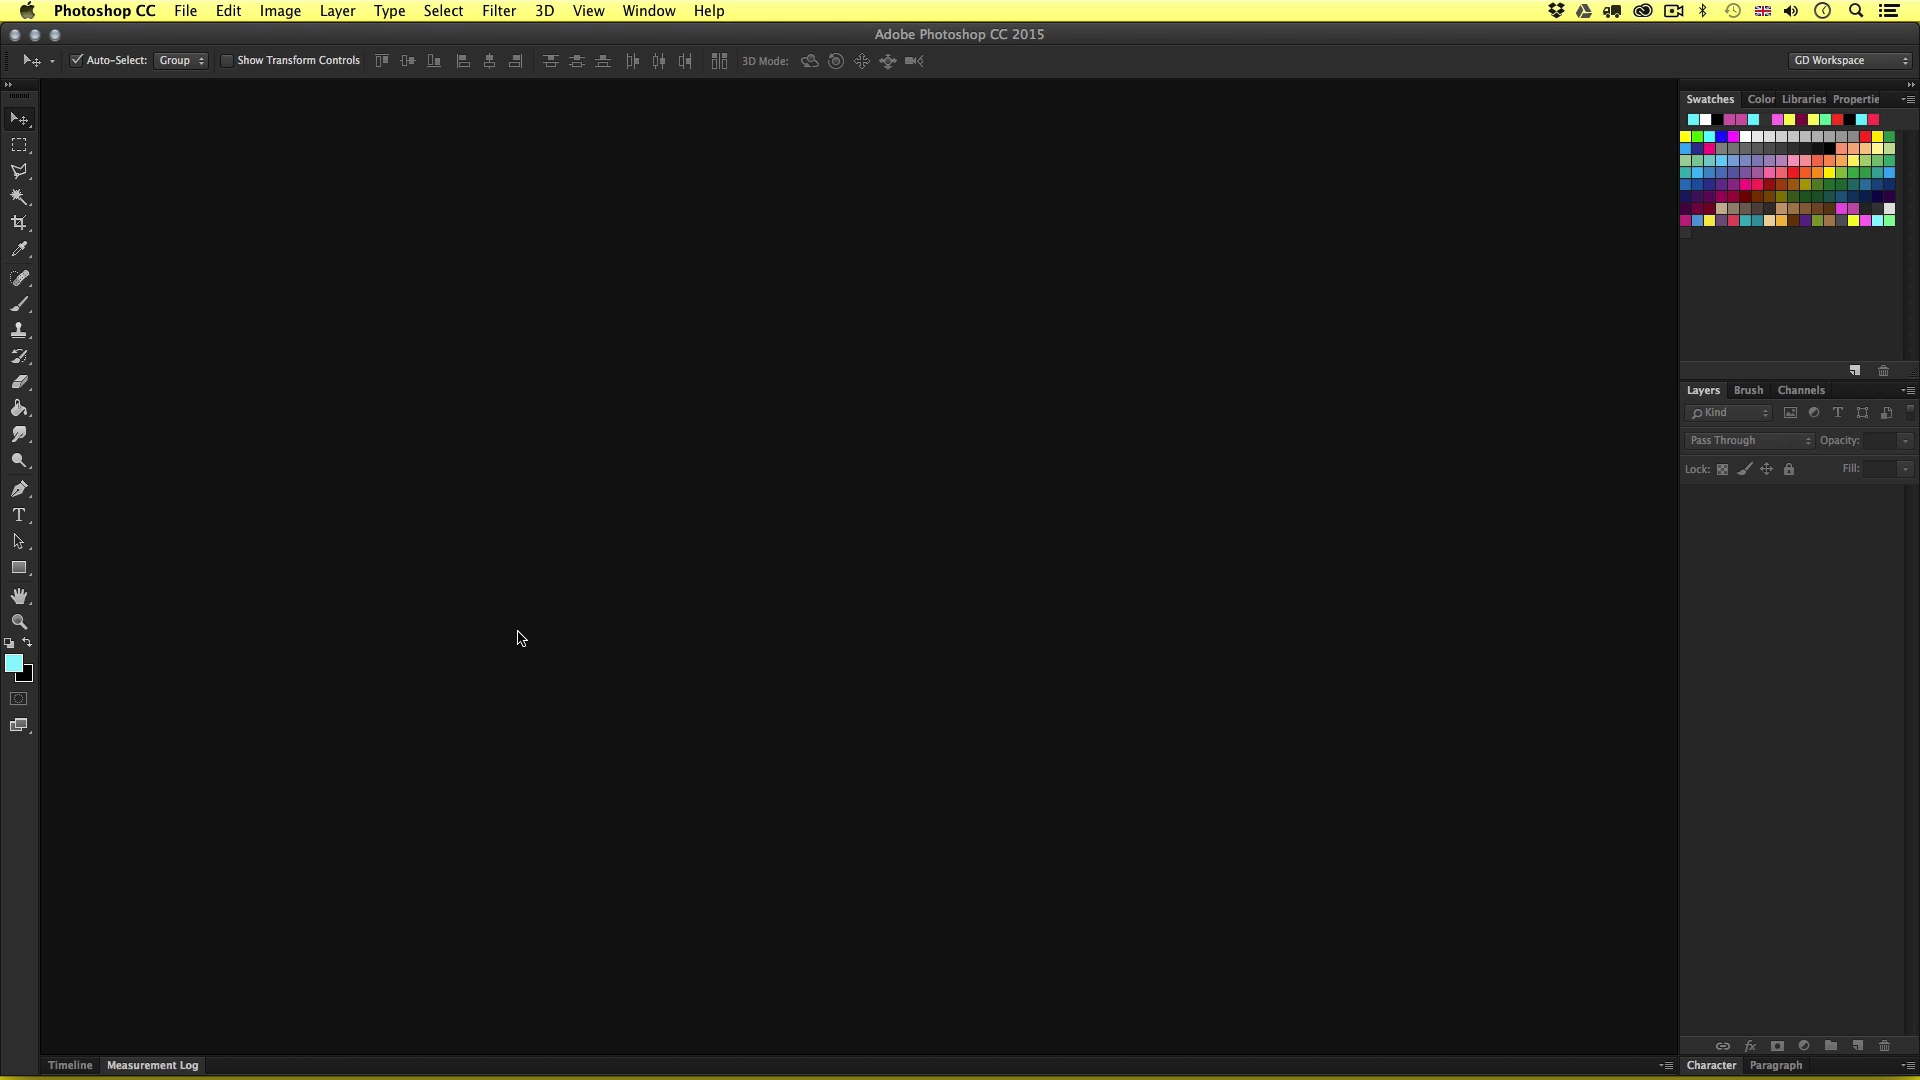 Photoshop CC File Edit Image Layer Type Select Filter 3D View Window Help
Adobe Photoshop CC 2015
Auto-Select: Group Show Transform Controls 3D Mode: GD Workspace
Swatches Color Libraries Propertie
Layers Brush Channels
Kind T
Pass Through Opacity:
Lock: Fill:
T
fx
Timeline Measurement Log Character Paragraph